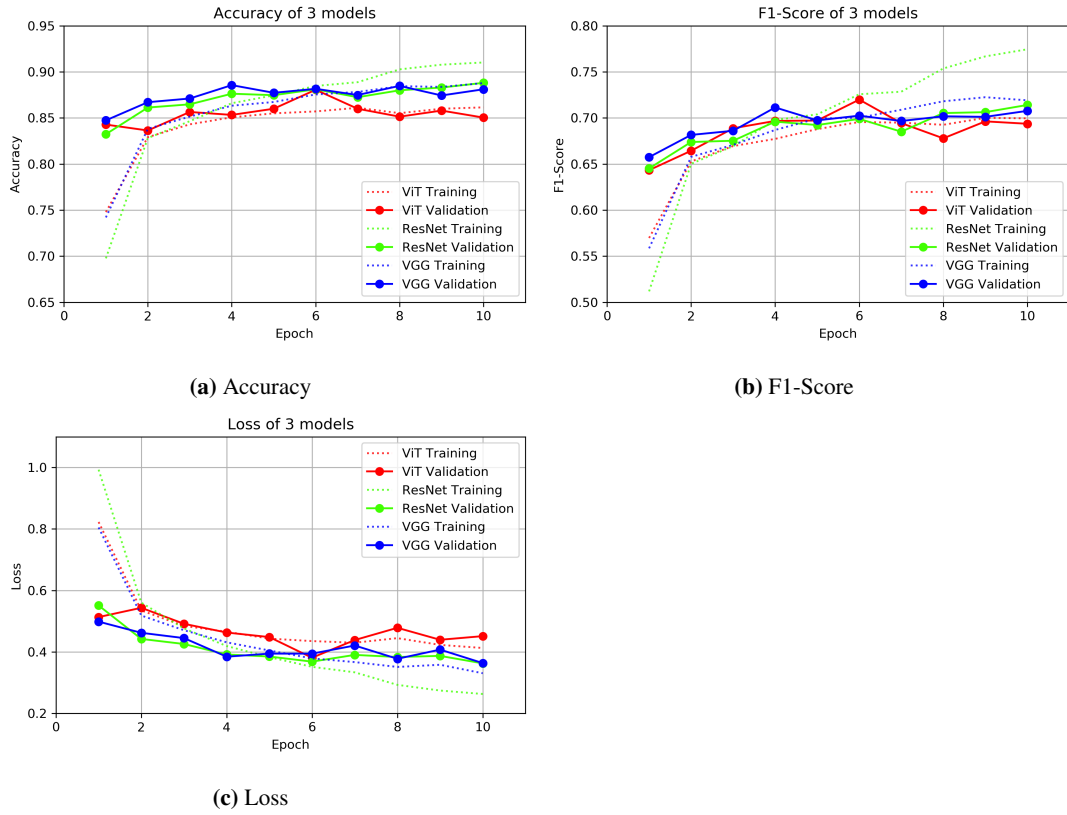 Accuracy of 3 models
0.95
0.90
0.85
0.80
0.75
0.70
0.65
Accuracy
0 2 4 6 8 10
Epoch
ViT Training
ViT Validation
ResNet Training
ResNet Validation
VGG Training
VGG Validation
(a) Accuracy
F1-Score of 3 models
0.80
0.75
0.70
0.65
0.60
0.55
0.50
F1-Score
0 2 4 6 8 10
Epoch
ViT Training
ViT Validation
ResNet Training
ResNet Validation
VGG Training
VGG Validation
(b) F1-Score
Loss of 3 models
1.0
0.8
0.6
0.4
0.2
Loss
0 2 4 6 8 10
Epoch
ViT Training
ViT Validation
ResNet Training
ResNet Validation
VGG Training
VGG Validation
(c) Loss